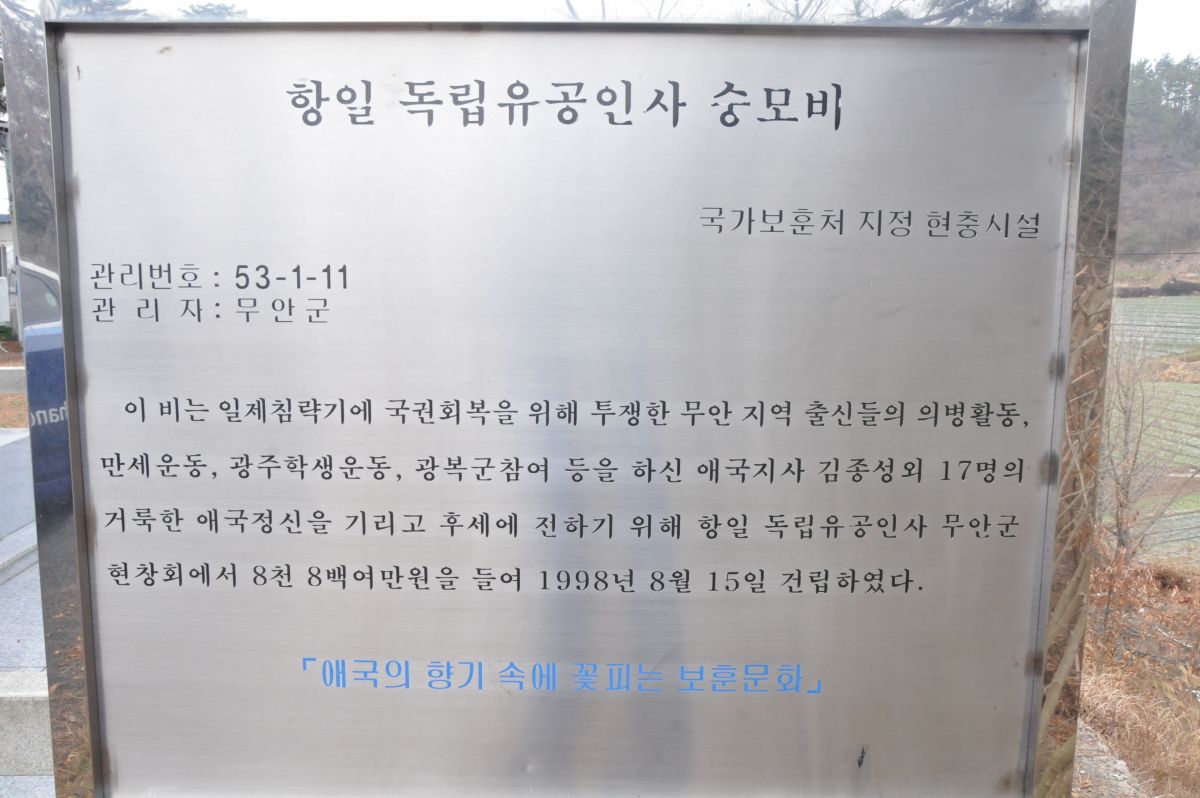 항일 독립유공인사 숭모비
국가보훈처 지정 현충시설
관리번호 : 53-1-11
관 리 자 : 무안군
이 비는 일제침략기에 국권회복을 위해 투쟁한 무안 지역 출신들의 의병활동,
만세운동, 광주학생운동, 광복군참여 등을 하신 애국지사 김종성외 17명의
거룩한 애국정신을 기리고 후세에 전하기 위해 항일 독립유공인사 무안군
현창회에서 8천 8백여만원을 들여 1998년 8월 15일 건립하였다.
「애국의 향기 속에 꽃피는 보훈문화」